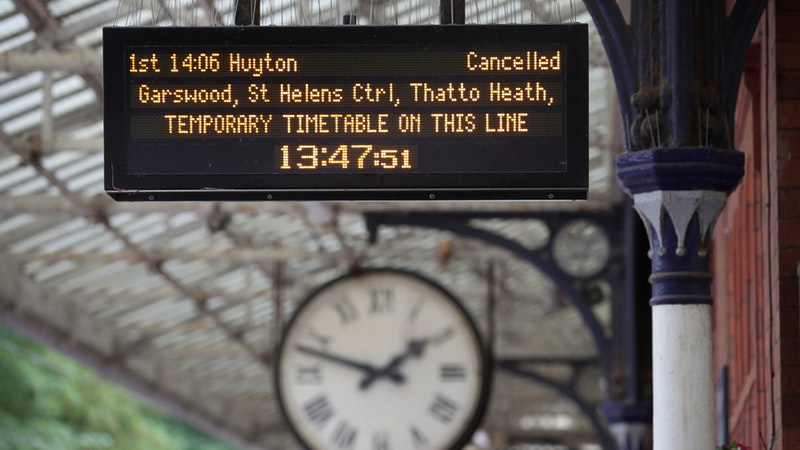 1st 14:06 Huyton Cancelled
Garswood, St Helens Ctrl, Thatto Heath,
TEMPORARY TIMETABLE ON THIS LINE
13:47:51